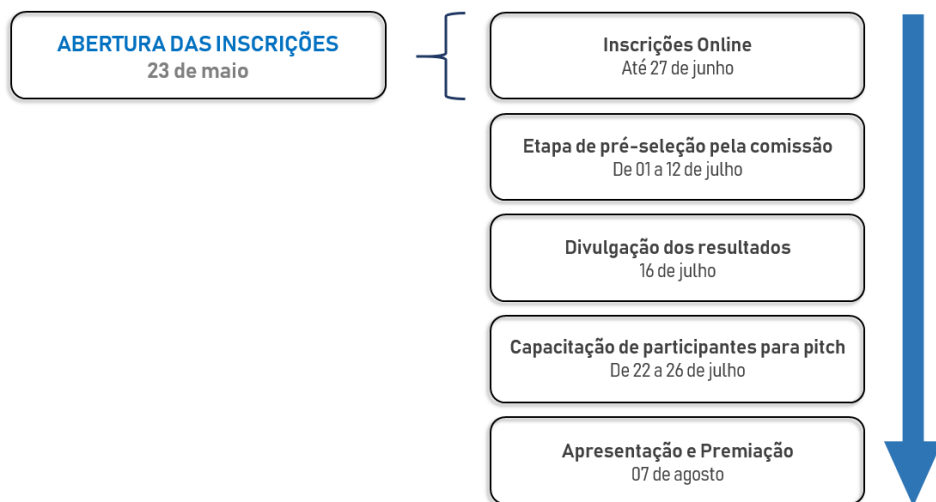 ABERTURA DAS INSCRIÇÕES
23 de maio
Inscrições Online
Até 27 de junho
Etapa de pré-seleção pela comissão
De 01 a 12 de julho
Divulgação dos resultados
16 de julho
Capacitação de participantes para pitch
De 22 a 26 de julho
Apresentação e Premiação
07 de agosto